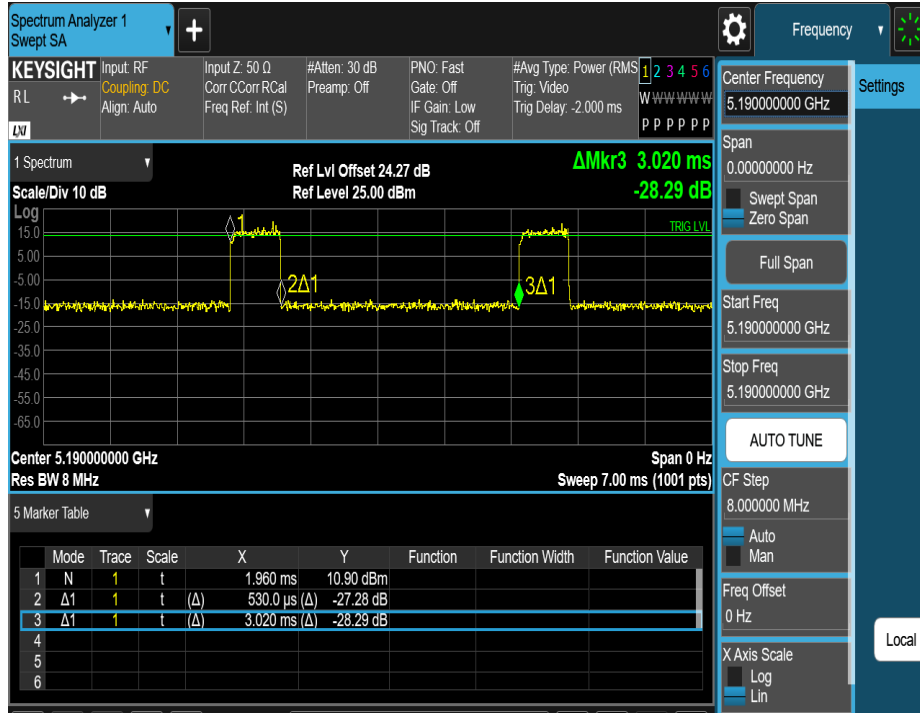 Spectrum Analyzer 1
Swept SA
+
Frequency
KEYSIGHT
RL
LXI
Input: RF
Coupling: DC
Align: Auto
Input Z: 50 Ω
Corr CCorr RCal
Freq Ref: Int (S)
#Atten: 30 dB
Preamp: Off
PNO: Fast
Gate: Off
IF Gain: Low
Sig Track: Off
#Avg Type: Power (RMS
Trig: Video
Trig Delay: -2.000 ms
1 2 3 4 5 6
W W W W W W
P P P P P P
1 Spectrum
Scale/Div 10 dB
Ref Lvl Offset 24.27 dB
Ref Level 25.00 dBm
ΔMkr3 3.020 ms
-28.29 dB
Log
15.0
5.00
-5.00
-15.0
-25.0
-35.0
-45.0
-55.0
-65.0
1
2Δ1
3Δ1
TRIG LVL
Center 5.190000000 GHz
Span 0 Hz
Res BW 8 MHz
Sweep 7.00 ms (1001 pts)
5 Marker Table
Mode Trace Scale X Y Function Function Width Function Value
1 N 1 t 1.960 ms 10.90 dBm
2 Δ1 1 t (Δ) 530.0 µs (Δ) -27.28 dB
3 Δ1 1 t (Δ) 3.020 ms (Δ) -28.29 dB
4
5
6
Center Frequency
5.190000000 GHz
Span
0.00000000 Hz
Swept Span
Zero Span
Full Span
Start Freq
5.190000000 GHz
Stop Freq
5.190000000 GHz
AUTO TUNE
CF Step
8.000000 MHz
Auto
Man
Freq Offset
0 Hz
X Axis Scale
Log
Lin
Settings
Local